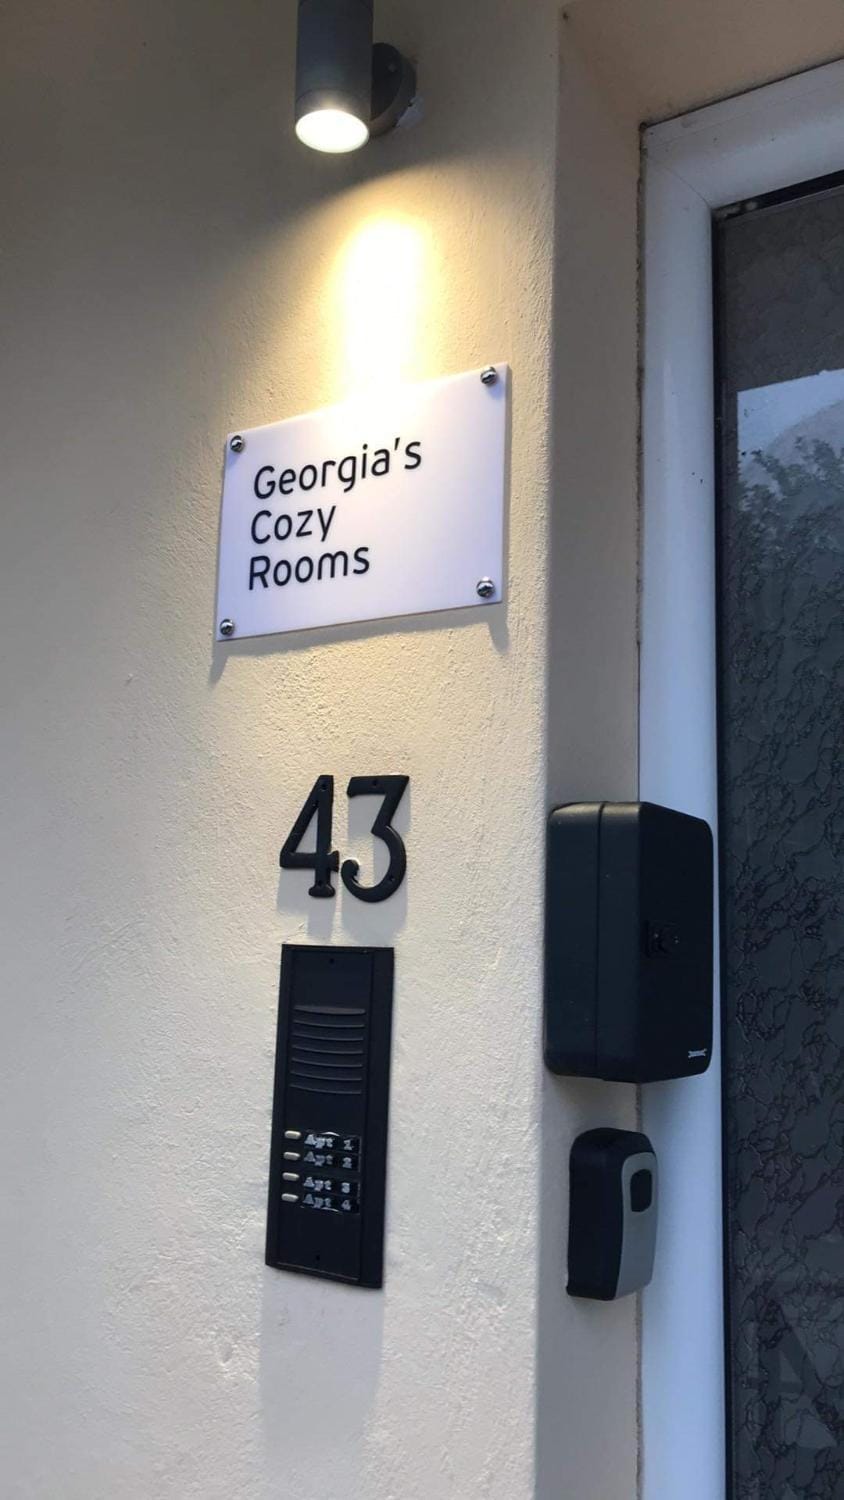 Georgia's
Cozy
Rooms
43
Apt 1
Apt 2
Apt 3
Apt 4